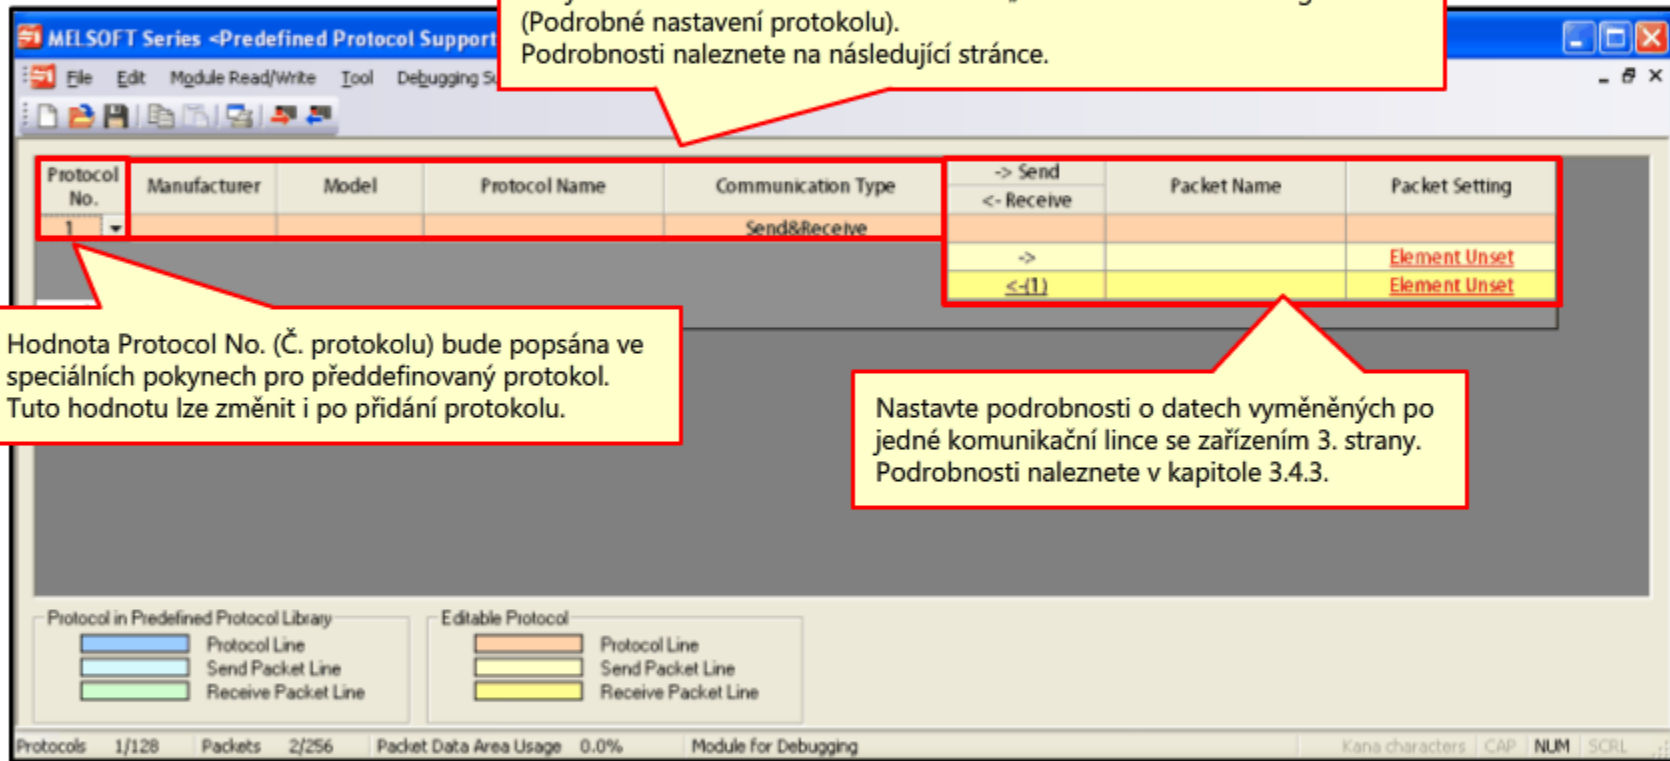 (Podrobné nastavení protokolu).
Podrobnosti naleznete na následující stránce.
MELSOFT Series <Predefined Protocol Support
File Edit Module Read/Write Tool Debugging
Protocol No. Manufacturer Model Protocol Name Communication Type -> Send <- Receive Packet Name Packet Setting
1 Send&Receive
-> Element Unset
<-(1) Element Unset
Hodnota Protocol No. (Č. protokolu) bude popsána ve
speciálních pokynech pro předdefinovaný protokol.
Tuto hodnotu lze změnit i po přidání protokolu.
Nastavte podrobnosti o datech vyměněných po
jedné komunikační lince se zařízením 3. strany.
Podrobnosti naleznete v kapitole 3.4.3.
Protocol in Predefined Protocol Library
Protocol Line
Send Packet Line
Receive Packet Line
Editable Protocol
Protocol Line
Send Packet Line
Receive Packet Line
Protocols 1/128 Packets 2/256 Packet Data Area Usage 0.0% Module for Debugging Kana characters CAP NUM SCRL